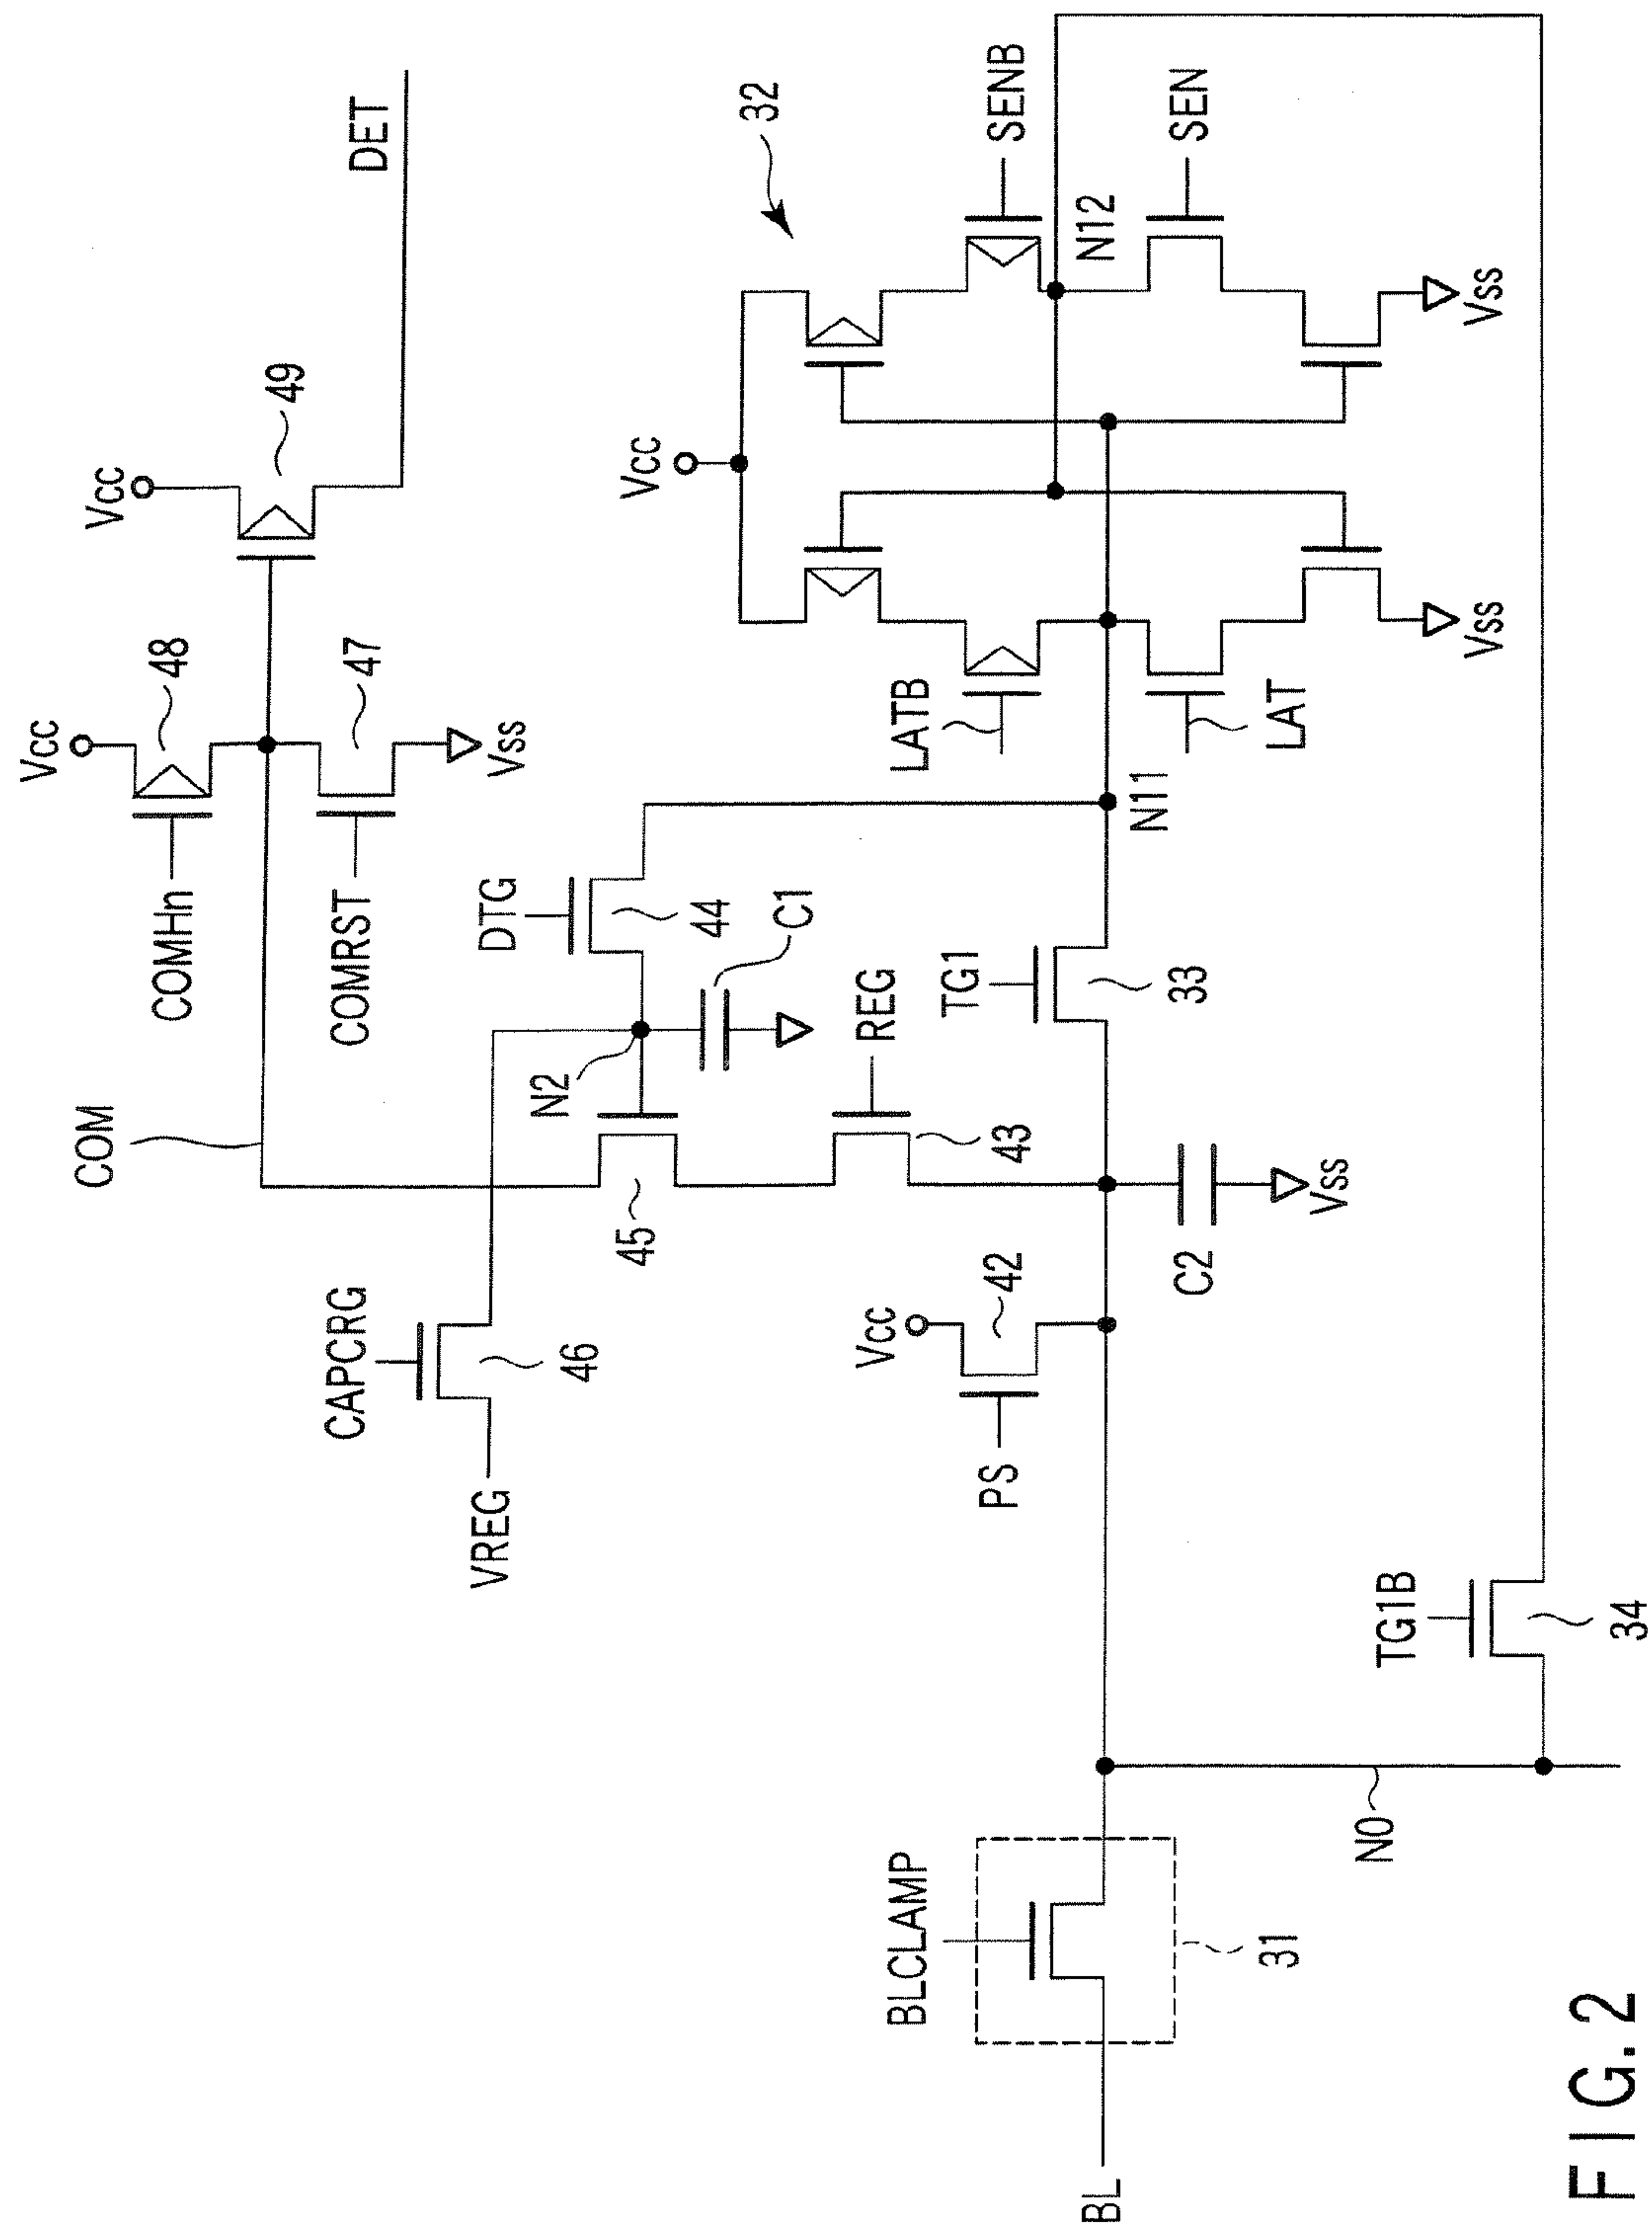 Vcc
48
COMHn
47
COMRST
Vss
Vcc
49
DET
COM
CAPCRG
46
VREG
N2
DTG
44
C1
45
REG
43
Vcc
42
PS
C2
Vss
TG1
33
N11
Vcc
32
SENB
N12
SEN
LATB
LAT
Vss
Vss
BLCLAMP
31
BL
N0
TG1B
34
FIG. 2